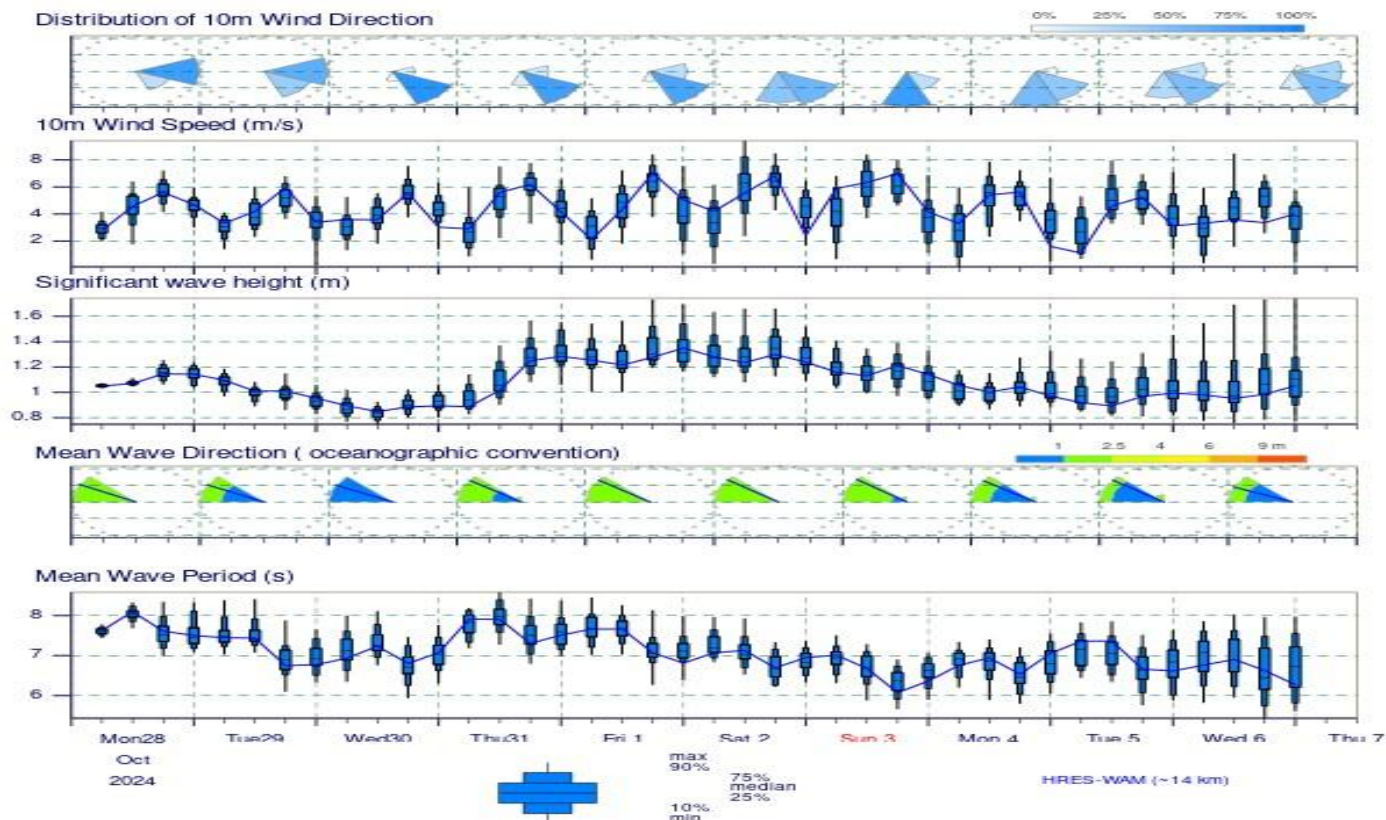 Distribution of 10m Wind Direction
0% 25% 50% 75% 100%
10m Wind Speed (m/s)
8
6
4
2
Significant wave height (m)
1.6
1.4
1.2
1
0.8
Mean Wave Direction ( oceanographic convention)
1 2.5 4 6 9 m
Mean Wave Period (s)
8
7
6
Mon28 Tue29 Wed30 Thu31 Fri 1 Sat 2 Sun 3 Mon 4 Tue 5 Wed 6 Thu 7
Oct
2024
max
90%
75%
median
25%
10%
min
HRES-WAM (~14 km)